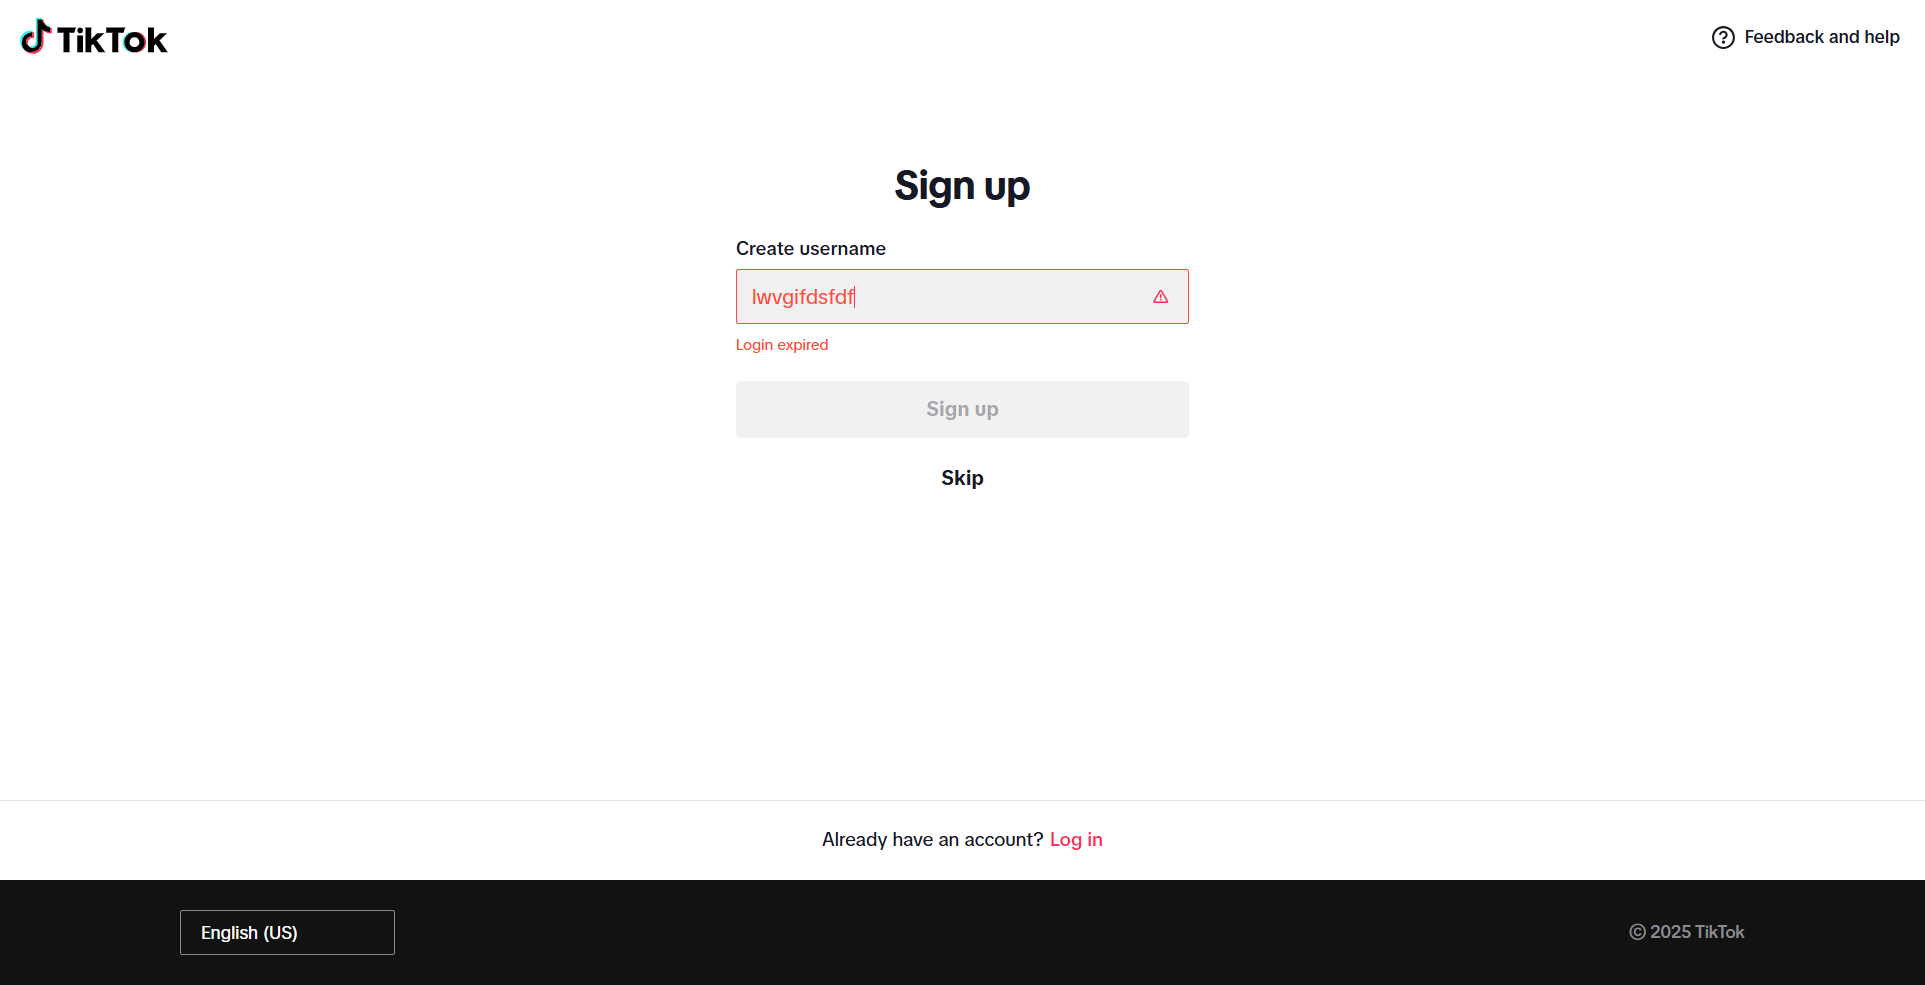 TikTok
Feedback and help
Sign up
Create username
lwvgifdsfdf
Login expired
Sign up
Skip
Already have an account? Log in
English (US)
© 2025 TikTok